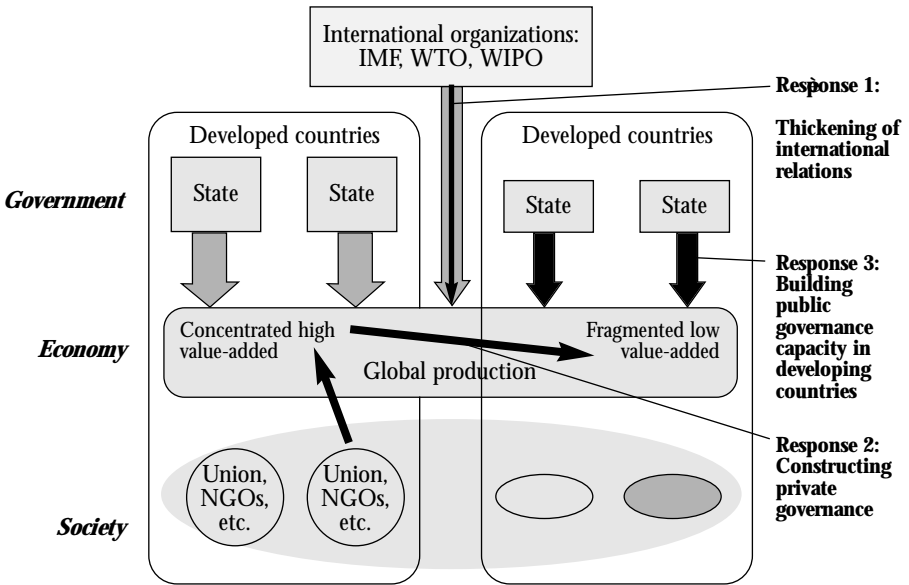 International organizations:
IMF, WTO, WIPO
Response 1:
Thickening of
international
relations
Developed countries
Developed countries
Government
State
State
State
State
Response 3:
Building
public
governance
capacity in
developing
countries
Economy
Concentrated high
value-added
Fragmented low
value-added
Global production
Response 2:
Constructing
private
governance
Society
Union,
NGOs,
etc.
Union,
NGOs,
etc.